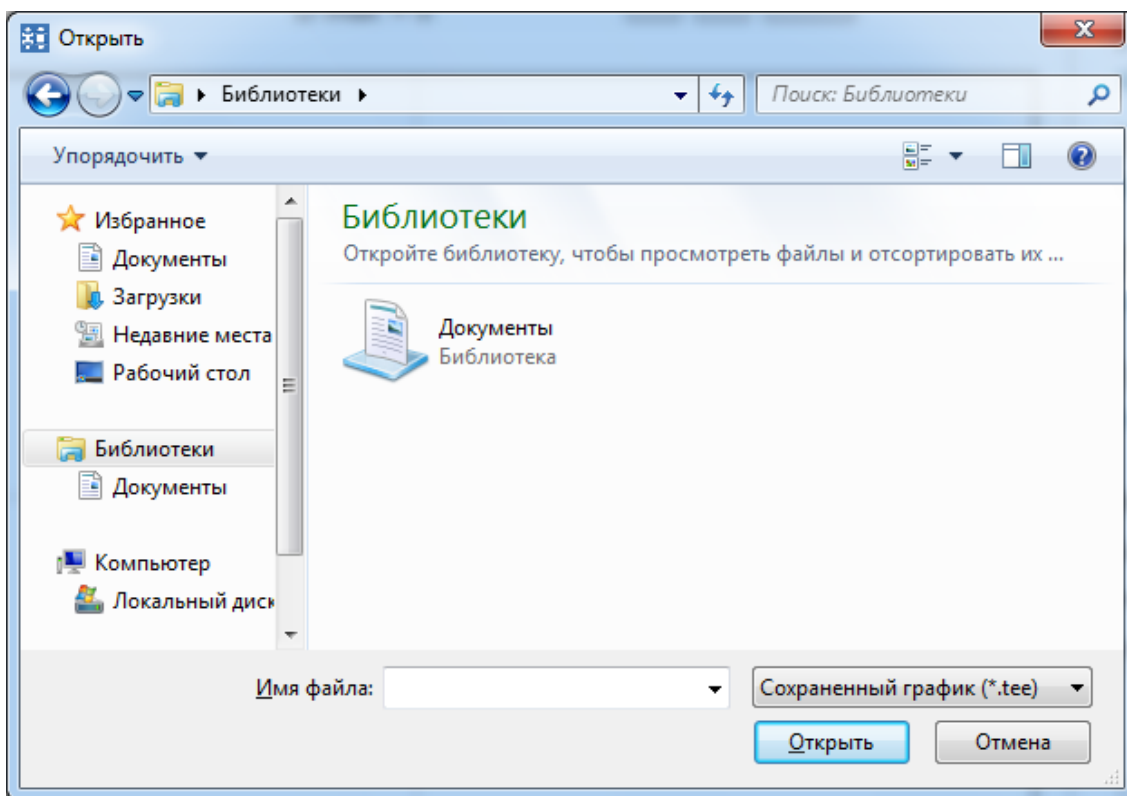 Открыть
Библиотеки
Поиск: Библиотеки
Упорядочить
Избранное
Документы
Загрузки
Недавние места
Рабочий стол
Библиотеки
Документы
Компьютер
Локальный диск
Библиотеки
Откройте библиотеку, чтобы просмотреть файлы и отсортировать их ...
Документы
Библиотека
Имя файла:
Сохраненный график (*.tee)
Открыть
Отмена